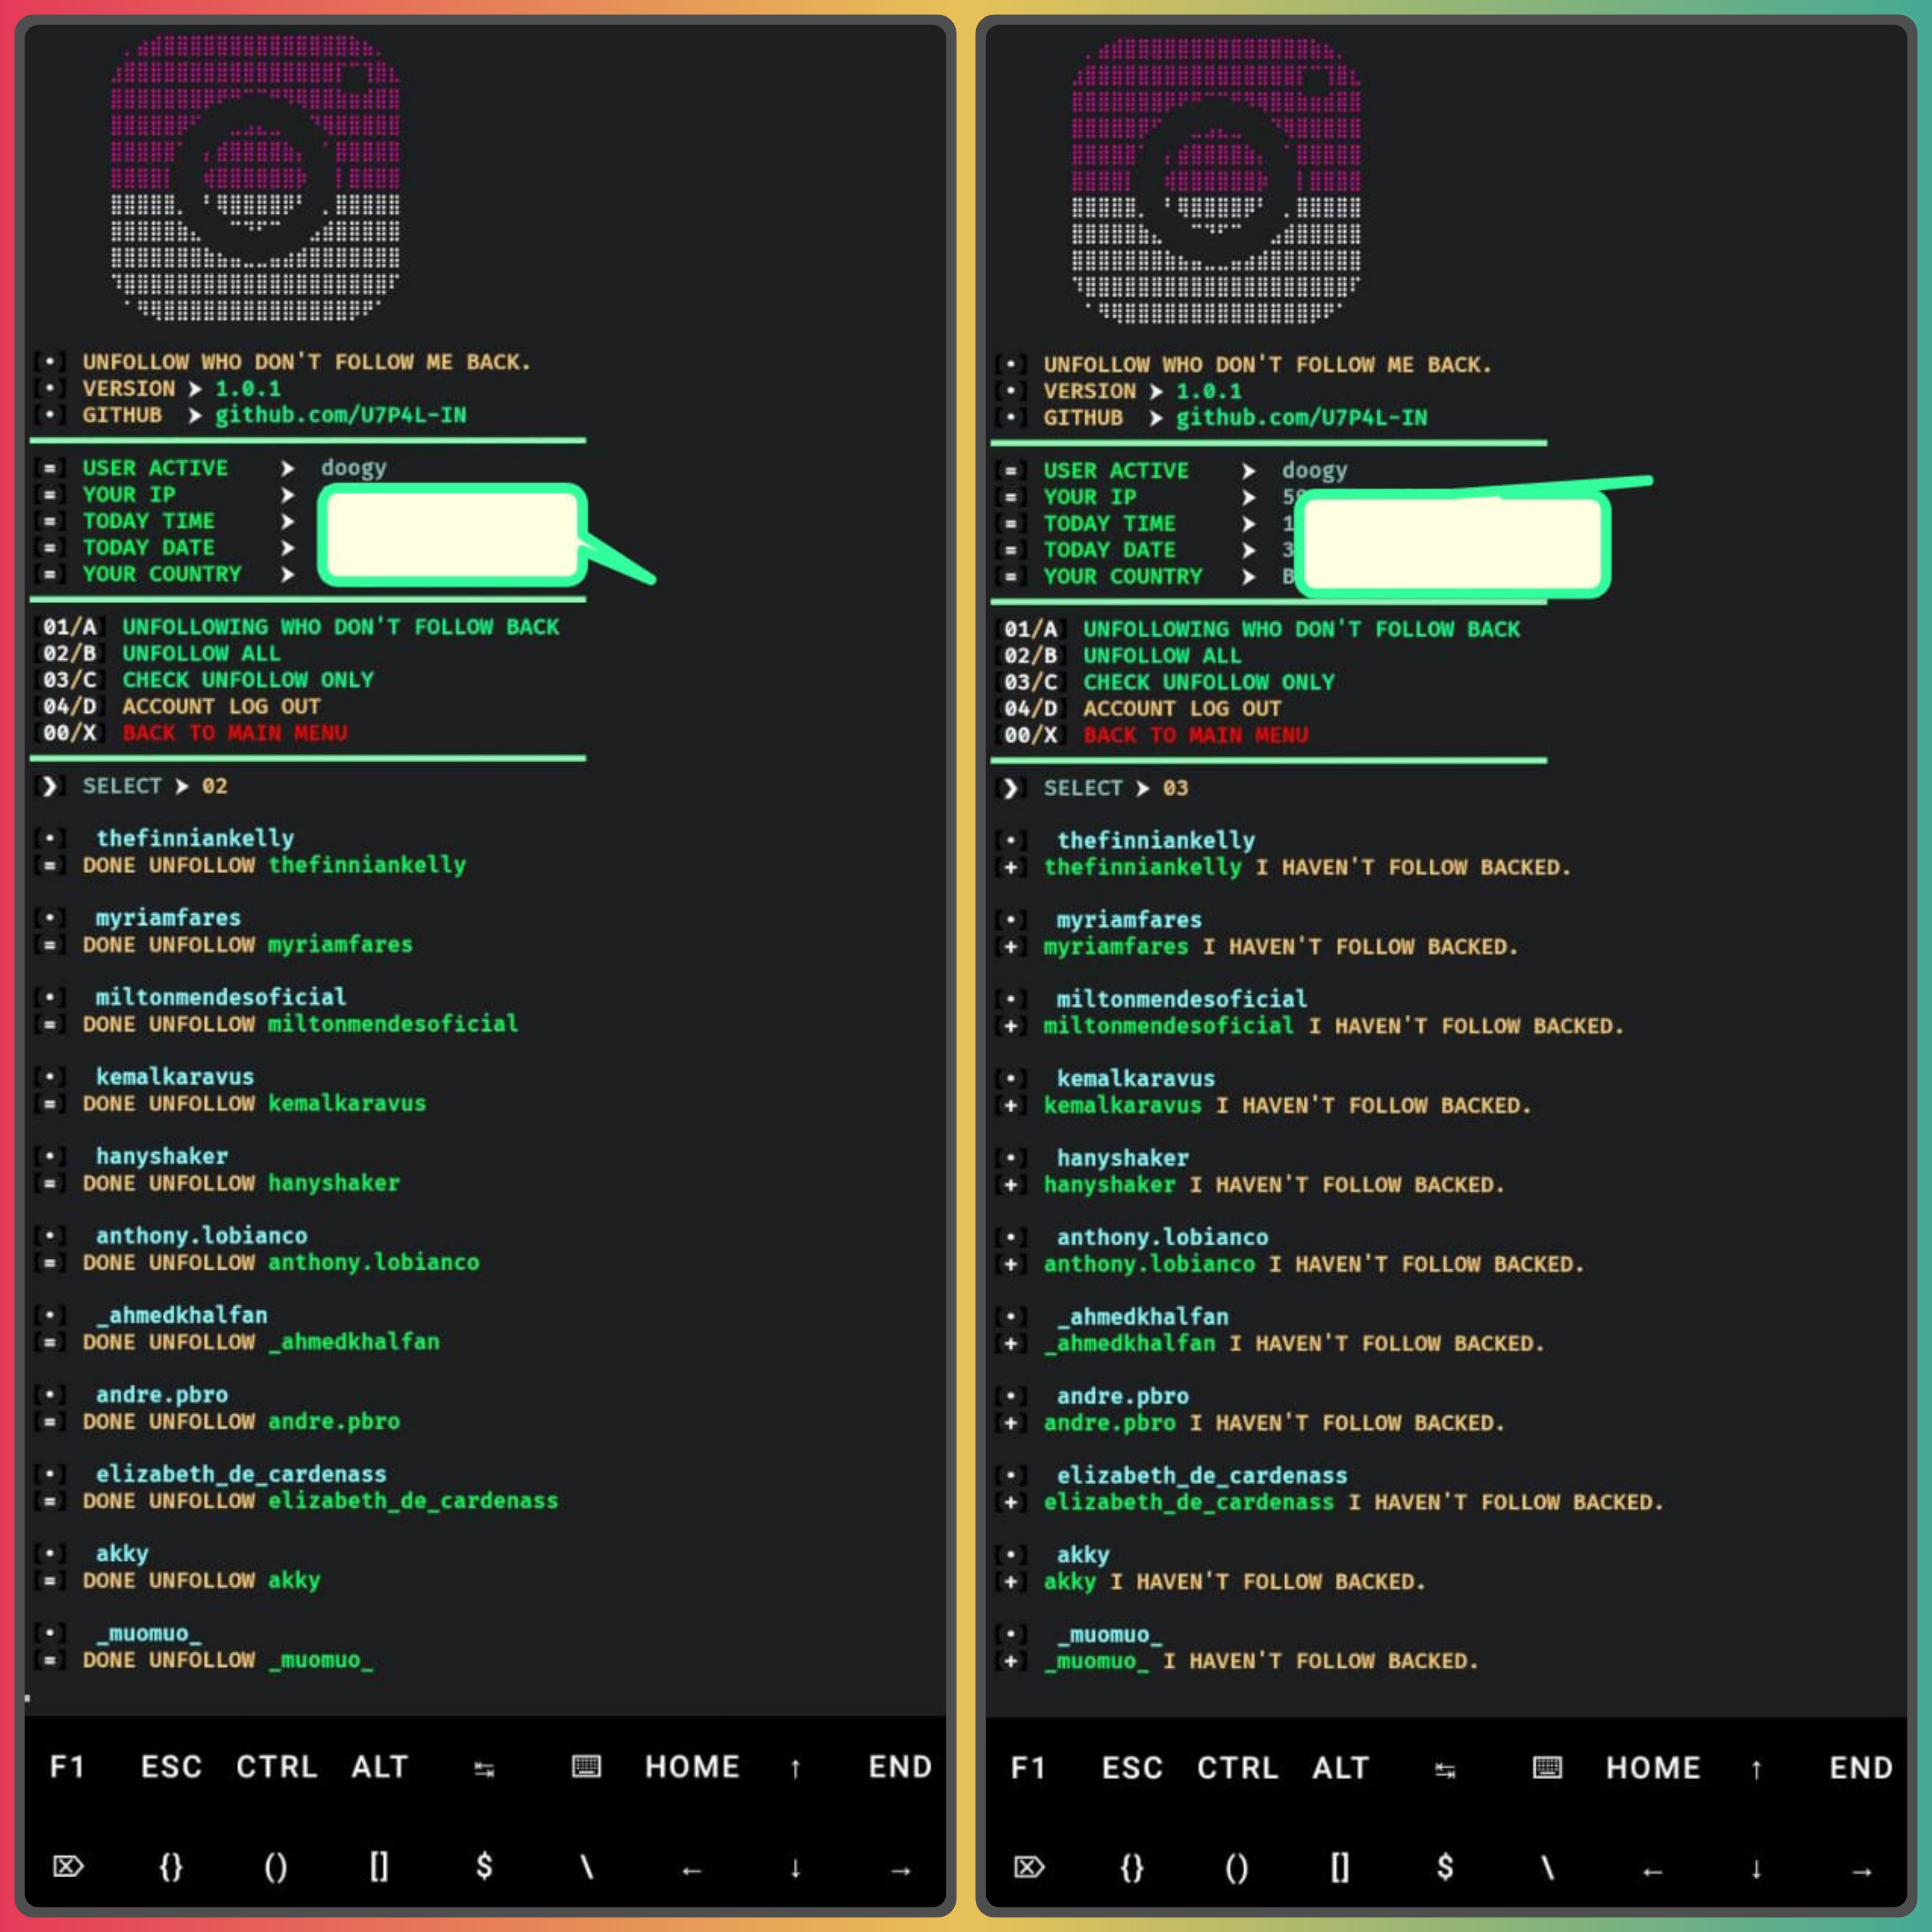 [•] UNFOLLOW WHO DON'T FOLLOW ME BACK.
[•] VERSION ➤ 1.0.1
[•] GITHUB ➤ github.com/U7P4L-IN
[=] USER ACTIVE ➤ doogy
[=] YOUR IP ➤
[=] TODAY TIME ➤
[=] TODAY DATE ➤
[=] YOUR COUNTRY ➤
[01/A] UNFOLLOWING WHO DON'T FOLLOW BACK
[02/B] UNFOLLOW ALL
[03/C] CHECK UNFOLLOW ONLY
[04/D] ACCOUNT LOG OUT
[00/X] BACK TO MAIN MENU
[❯] SELECT ➤ 02
[•] thefinniankelly
[=] DONE UNFOLLOW thefinniankelly
[•] myriamfares
[=] DONE UNFOLLOW myriamfares
[•] miltonmendesoficial
[=] DONE UNFOLLOW miltonmendesoficial
[•] kemalkaravus
[=] DONE UNFOLLOW kemalkaravus
[•] hanyshaker
[=] DONE UNFOLLOW hanyshaker
[•] anthony.lobianco
[=] DONE UNFOLLOW anthony.lobianco
[•] _ahmedkhalfan
[=] DONE UNFOLLOW _ahmedkhalfan
[•] andre.pbro
[=] DONE UNFOLLOW andre.pbro
[•] elizabeth_de_cardenass
[=] DONE UNFOLLOW elizabeth_de_cardenass
[•] akky
[=] DONE UNFOLLOW akky
[•] _muomuo_
[=] DONE UNFOLLOW _muomuo_
F1 ESC CTRL ALT ↹ ⌨ HOME ↑ END
⌦ {} () [] $ \ ← ↓ →
[•] UNFOLLOW WHO DON'T FOLLOW ME BACK.
[•] VERSION ➤ 1.0.1
[•] GITHUB ➤ github.com/U7P4L-IN
[=] USER ACTIVE ➤ doogy
[=] YOUR IP ➤
[=] TODAY TIME ➤ 1
[=] TODAY DATE ➤ 3
[=] YOUR COUNTRY ➤ B
[01/A] UNFOLLOWING WHO DON'T FOLLOW BACK
[02/B] UNFOLLOW ALL
[03/C] CHECK UNFOLLOW ONLY
[04/D] ACCOUNT LOG OUT
[00/X] BACK TO MAIN MENU
[❯] SELECT ➤ 03
[•] thefinniankelly
[+] thefinniankelly I HAVEN'T FOLLOW BACKED.
[•] myriamfares
[+] myriamfares I HAVEN'T FOLLOW BACKED.
[•] miltonmendesoficial
[+] miltonmendesoficial I HAVEN'T FOLLOW BACKED.
[•] kemalkaravus
[+] kemalkaravus I HAVEN'T FOLLOW BACKED.
[•] hanyshaker
[+] hanyshaker I HAVEN'T FOLLOW BACKED.
[•] anthony.lobianco
[+] anthony.lobianco I HAVEN'T FOLLOW BACKED.
[•] _ahmedkhalfan
[+] _ahmedkhalfan I HAVEN'T FOLLOW BACKED.
[•] andre.pbro
[+] andre.pbro I HAVEN'T FOLLOW BACKED.
[•] elizabeth_de_cardenass
[+] elizabeth_de_cardenass I HAVEN'T FOLLOW BACKED.
[•] akky
[+] akky I HAVEN'T FOLLOW BACKED.
[•] _muomuo_
[+] _muomuo_ I HAVEN'T FOLLOW BACKED.
F1 ESC CTRL ALT ↹ ⌨ HOME ↑ END
⌦ {} () [] $ \ ← ↓ →